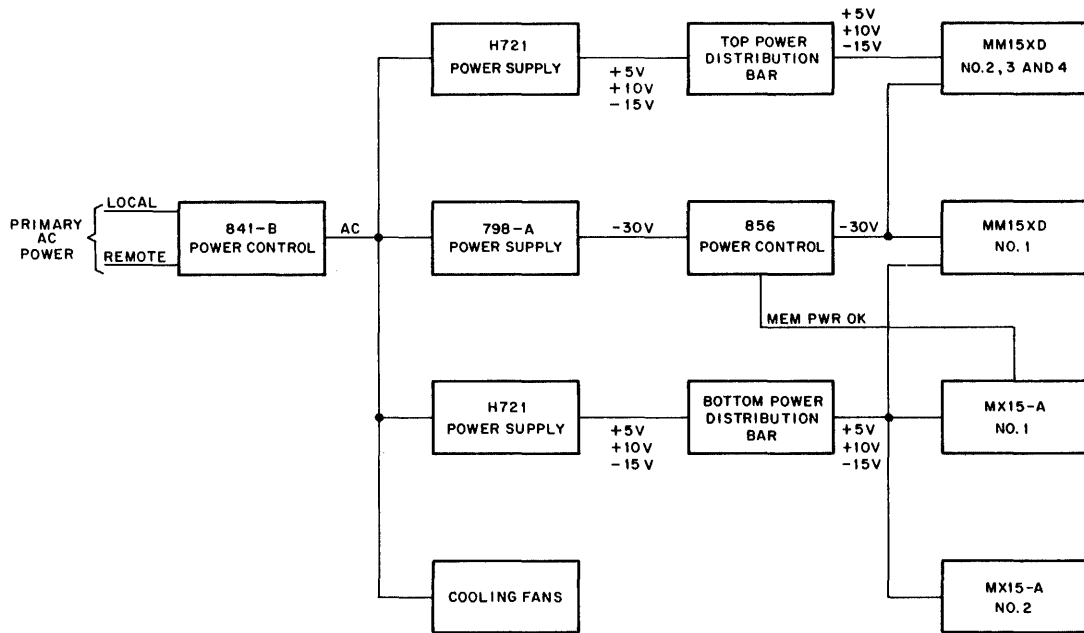 H721
POWER SUPPLY
+5V
+10V
-15V
TOP POWER
DISTRIBUTION
BAR
+5V
+10V
-15V
MM15XD
NO.2, 3 AND 4
PRIMARY
AC
POWER
LOCAL
REMOTE
841-B
POWER CONTROL
AC
798-A
POWER SUPPLY
-30V
856
POWER CONTROL
-30V
MM15XD
NO. 1
MEM PWR OK
H721
POWER SUPPLY
+5V
+10V
-15V
BOTTOM POWER
DISTRIBUTION
BAR
+5V
+10V
-15V
MX15-A
NO. 1
COOLING FANS
MX15-A
NO. 2